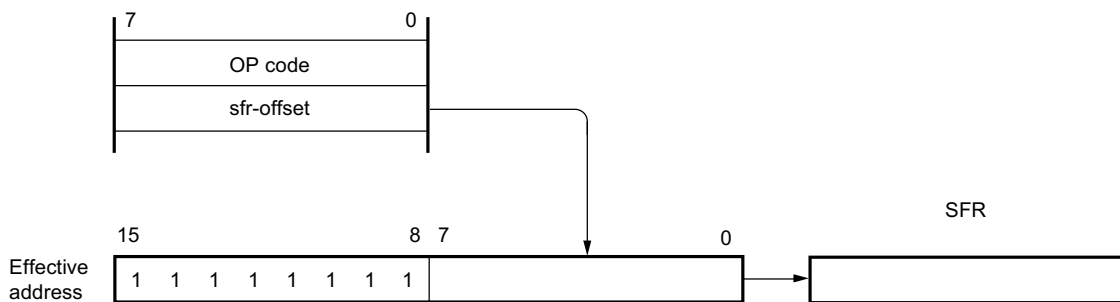 7 0
OP code
sfr-offset
SFR
15 8 7 0
Effective
address
1 1 1 1 1 1 1 1